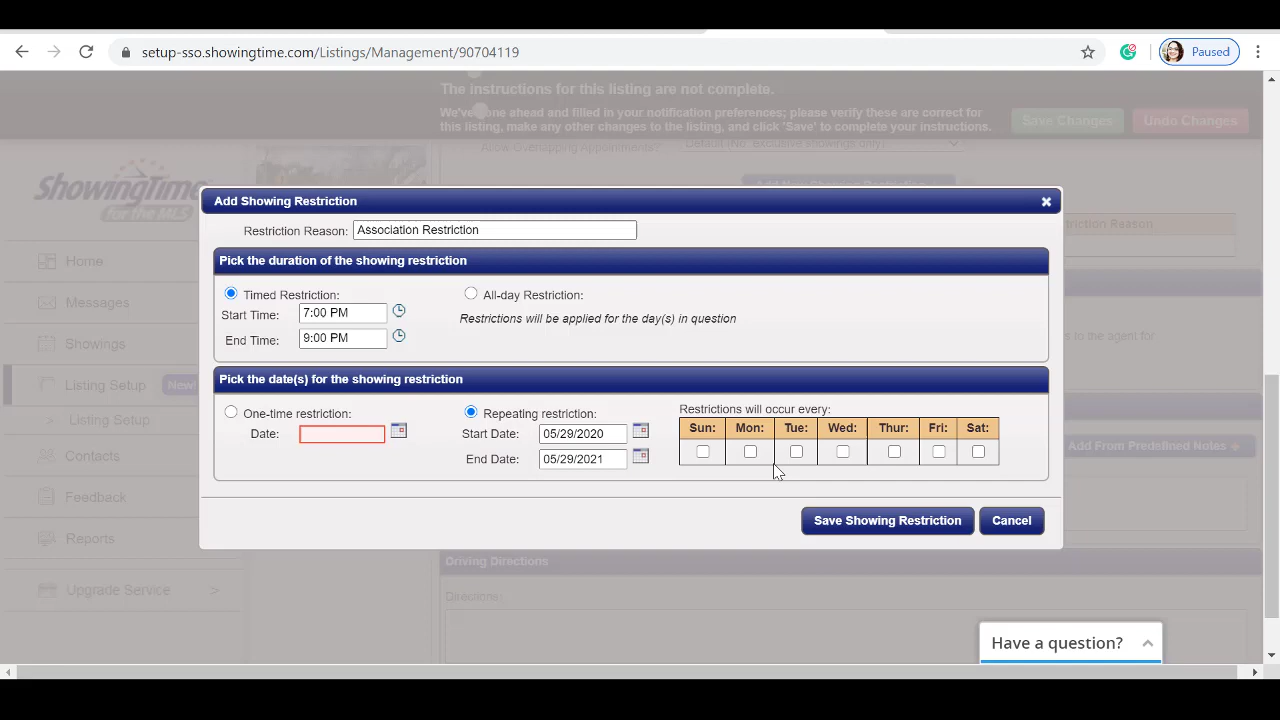 setup-sso.showingtime.com/Listings/Management/90704119
Paused
The instructions for this listing are not complete.
We've gone ahead and filled in your notification preferences; please verify these are correct for
this listing, make any other changes to the listing, and click 'Save' to complete your instructions.
Save Changes
Undo Changes
Allow Overlapping Appointments?
Default (No. Exclusive showings only)
ShowingTime
for the MLS
Home
Messages
Showings
Listing Setup
New!
> Listing Setup
Contacts
Feedback
Reports
Upgrade Service >
Add Showing Restriction
Restriction Reason: Association Restriction
Pick the duration of the showing restriction
Timed Restriction:
All-day Restriction:
Start Time: 7:00 PM
Restrictions will be applied for the day(s) in question
End Time: 9:00 PM
Pick the date(s) for the showing restriction
One-time restriction:
Date:
Repeating restriction:
Start Date: 05/29/2020
End Date: 05/29/2021
Restrictions will occur every:
Sun: Mon: Tue: Wed: Thur: Fri: Sat:
Save Showing Restriction
Cancel
Restriction Reason
s to the agent for
Add From Predefined Notes +
Driving Directions
Directions:
Have a question?